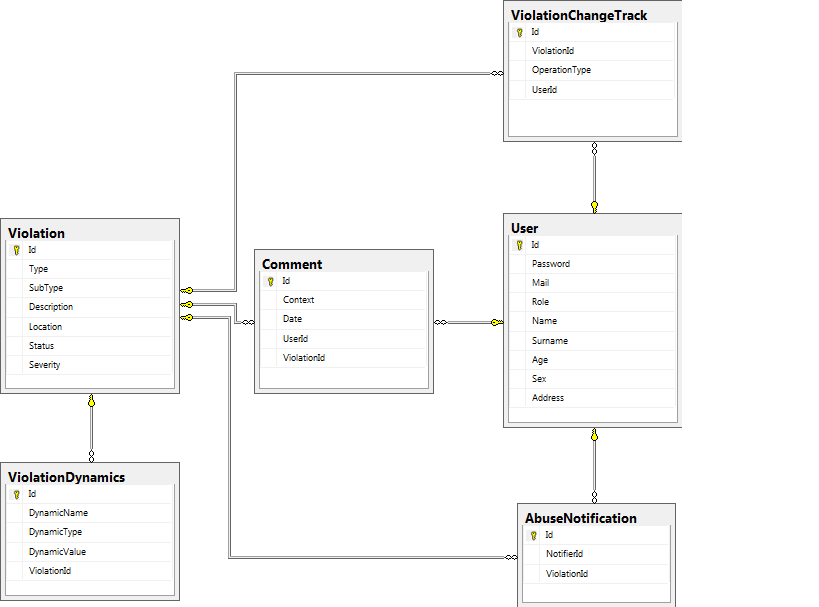 ViolationChangeTrack
Id
ViolationId
OperationType
UserId
Violation
Id
Type
SubType
Description
Location
Status
Severity
Comment
Id
Context
Date
UserId
ViolationId
User
Id
Password
Mail
Role
Name
Surname
Age
Sex
Address
ViolationDynamics
Id
DynamicName
DynamicType
DynamicValue
ViolationId
AbuseNotification
Id
NotifierId
ViolationId